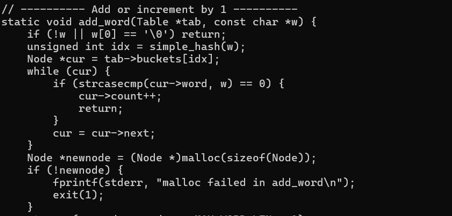 // ---------- Add or increment by 1 ----------
static void add_word(Table *tab, const char *w) {
    if (!w || w[0] == '\0') return;
    unsigned int idx = simple_hash(w);
    Node *cur = tab->buckets[idx];
    while (cur) {
        if (strcasecmp(cur->word, w) == 0) {
            cur->count++;
            return;
        }
        cur = cur->next;
    }
    Node *newnode = (Node *)malloc(sizeof(Node));
    if (!newnode) {
        fprintf(stderr, "malloc failed in add_word\n");
        exit(1);
    }